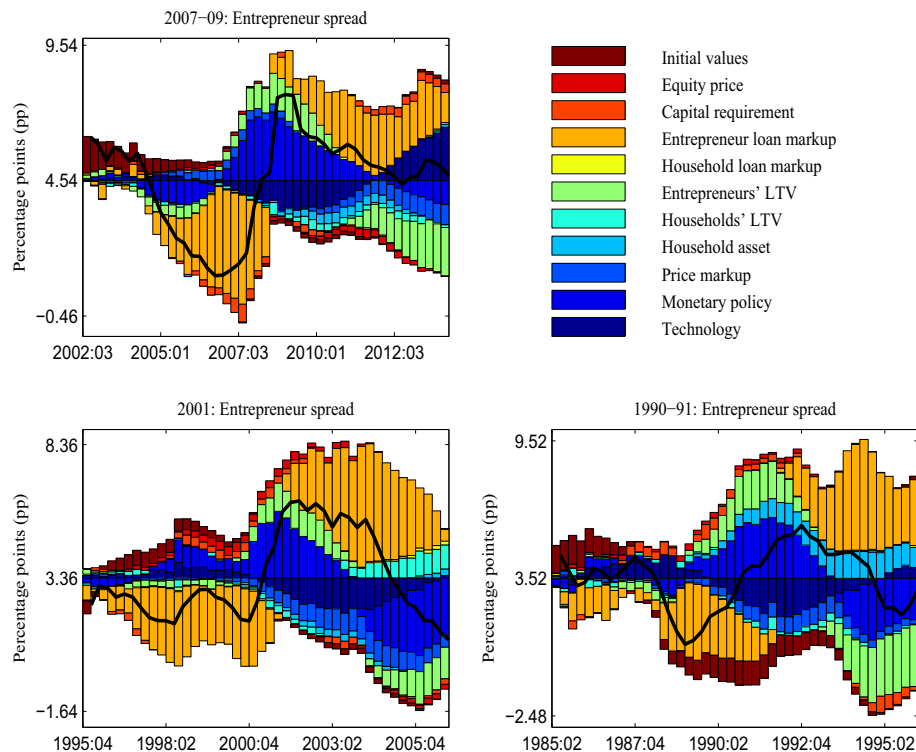 2007−09: Entrepreneur spread
9.54
4.54
−0.46
Percentage points (pp)
2002:03 2005:01 2007:03 2010:01 2012:03
Initial values
Equity price
Capital requirement
Entrepreneur loan markup
Household loan markup
Entrepreneurs' LTV
Households' LTV
Household asset
Price markup
Monetary policy
Technology
2001: Entrepreneur spread
8.36
3.36
−1.64
Percentage points (pp)
1995:04 1998:02 2000:04 2003:02 2005:04
1990−91: Entrepreneur spread
9.52
3.52
−2.48
Percentage points (pp)
1985:02 1987:04 1990:02 1992:04 1995:02